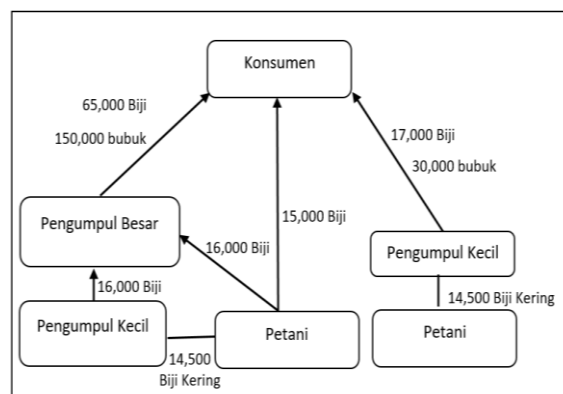 Konsumen
65,000 Biji
150,000 bubuk
17,000 Biji
30,000 bubuk
Pengumpul Besar
16,000 Biji
15,000 Biji
Pengumpul Kecil
16,000 Biji
14,500 Biji Kering
Pengumpul Kecil
Petani
Petani
14,500
Biji Kering